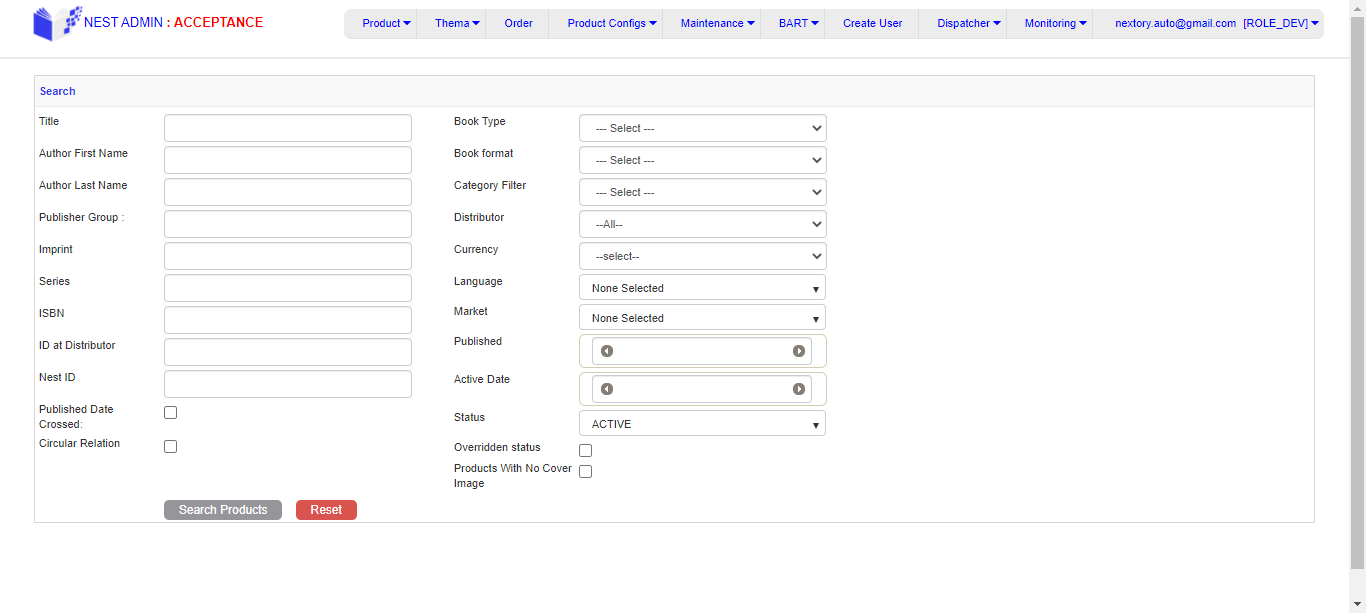 NEST ADMIN : ACCEPTANCE
Product Thema Order Product Configs Maintenance BART Create User Dispatcher Monitoring nextory.auto@gmail.com [ROLE_DEV]
Search
Title
Book Type --- Select ---
Author First Name
Book format --- Select ---
Author Last Name
Category Filter --- Select ---
Publisher Group :
Distributor --All--
Imprint
Currency --select--
Series
Language None Selected
ISBN
Market None Selected
ID at Distributor
Published
Nest ID
Active Date
Published Date
Crossed:
Status ACTIVE
Circular Relation
Overridden status
Products With No Cover
Image
Search Products Reset